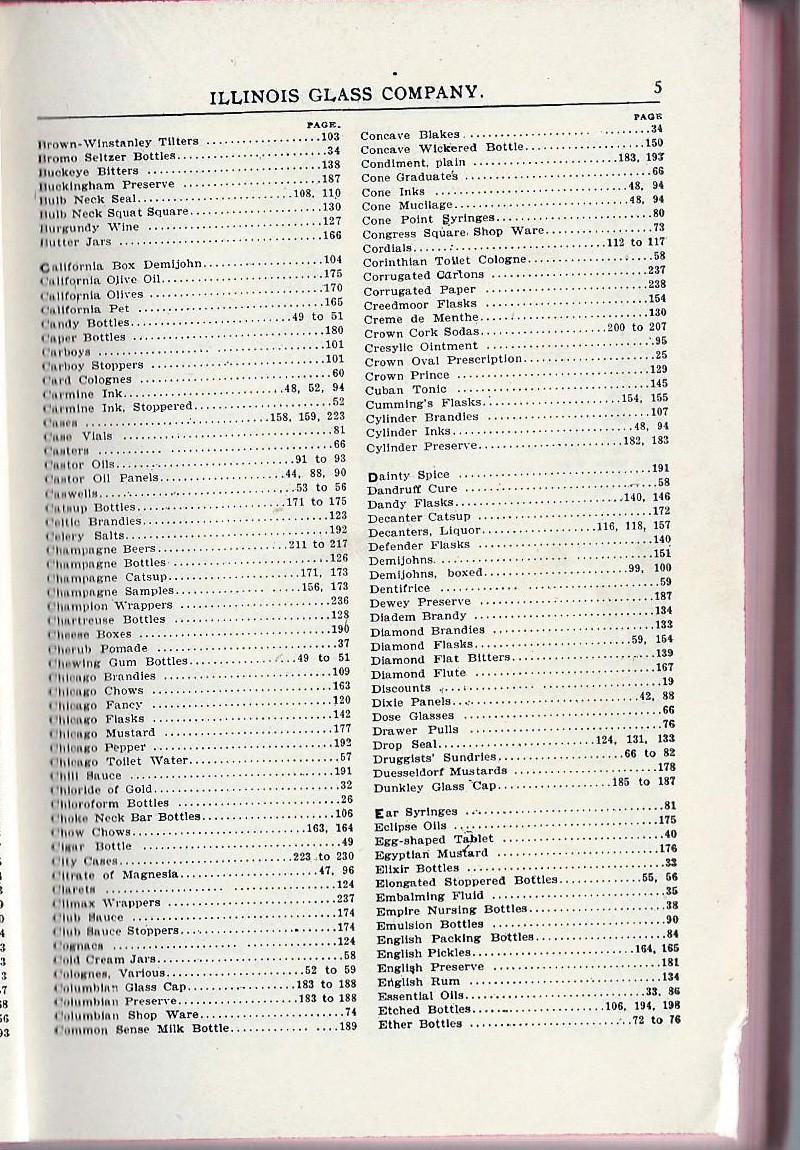 ILLINOIS GLASS COMPANY. 5
PAGE.
Brown-Winstanley Tilters ....................103
Bromo Seltzer Bottles........................34
Buckeye Bitters ..............................138
Buckingham Preserve ........................187
Bulb Neck Seal............................108, 110
Bulb Neck Squat Square.......................130
Burgundy Wine ..............................127
Butter Jars ..................................166
California Box Demijohn......................104
California Olive Oil..........................175
California Olives ............................170
California Pet ................................165
Candy Bottles............................49 to 51
Caper Bottles ................................180
Carboys ......................................101
Carboy Stoppers ..............................101
Card Colognes ................................60
Carmine Ink............................48, 52, 94
Carmine Ink, Stoppered........................52
Cases ................................158, 159, 223
Case Vials ....................................81
Casters ......................................66
Castor Oils..............................91 to 93
Castor Oil Panels......................44, 88, 90
Caswells..................................53 to 56
Catsup Bottles..........................171 to 175
Celtic Brandies..............................123
Celery Salts..................................192
Champagne Beers........................211 to 217
Champagne Bottles ..........................126
Champagne Catsup........................171, 173
Champagne Samples......................156, 173
Champion Wrappers ..........................236
Chartreuse Bottles ..........................128
Cheese Boxes ................................190
Cherub Pomade ................................37
Chewing Gum Bottles....................49 to 51
Chicago Brandies ............................109
Chicago Chows ..............................163
Chicago Fancy ..............................120
Chicago Flasks ..............................142
Chicago Mustard ............................177
Chicago Pepper ..............................192
Chicago Toilet Water..........................57
Chili Sauce ..................................191
Chloride of Gold..............................32
Chloroform Bottles ............................26
Choke Neck Bar Bottles........................106
Chow Chows..............................163, 164
Cigar Bottle ..................................49
City Cases..............................223 to 230
Citrate of Magnesia........................47, 96
Clarets ......................................124
Climax Wrappers ............................237
Club Sauce ..................................174
Club Sauce Stoppers..........................174
Cognacs ......................................124
Cold Cream Jars..............................58
Colognes, Various........................52 to 59
Columbian Glass Cap....................183 to 188
Columbian Preserve......................183 to 188
Columbian Shop Ware..........................74
Common Sense Milk Bottle....................189
PAGE
Concave Blakes ..............................34
Concave Wickered Bottle......................150
Condiment, plain ........................183, 193
Cone Graduates ..............................66
Cone Inks ................................48, 94
Cone Mucilage............................48, 94
Cone Point Syringes..........................80
Congress Square Shop Ware....................73
Cordials................................112 to 117
Corinthian Toilet Cologne....................58
Corrugated Cartons ..........................237
Corrugated Paper ............................238
Creedmoor Flasks ............................154
Creme de Menthe..............................130
Crown Cork Sodas........................200 to 207
Cresylic Ointment ............................95
Crown Oval Prescription......................25
Crown Prince ................................129
Cuban Tonic ................................145
Cumming's Flasks........................154, 155
Cylinder Brandies ............................107
Cylinder Inks............................48, 94
Cylinder Preserve........................182, 183
Dainty Spice ................................191
Dandruff Cure ................................58
Dandy Flasks............................140, 146
Decanter Catsup ..............................172
Decanters, Liquor....................116, 118, 157
Defender Flasks ..............................140
Demijohns....................................151
Demijohns, boxed........................99, 100
Dentifrice ....................................59
Dewey Preserve ..............................187
Diadem Brandy ..............................134
Diamond Brandies ............................133
Diamond Flasks..........................59, 154
Diamond Flat Bitters..........................139
Diamond Flute ..............................167
Discounts ....................................19
Dixie Panels..............................42, 88
Dose Glasses ................................66
Drawer Pulls ................................76
Drop Seal..........................124, 131, 133
Druggists' Sundries......................66 to 82
Duesseldorf Mustards ........................178
Dunkley Glass Cap......................185 to 187
Ear Syringes ................................81
Eclipse Oils ................................175
Egg-shaped Tablet ............................40
Egyptian Mustard ............................176
Elixir Bottles ................................33
Elongated Stoppered Bottles..............55, 56
Embalming Fluid ..............................35
Empire Nursing Bottles........................38
Emulsion Bottles ............................90
English Packing Bottles......................84
English Pickles..........................164, 165
English Preserve ............................181
English Rum ................................134
Essential Oils............................33, 86
Etched Bottles......................106, 194, 198
Ether Bottles ..........................72 to 76